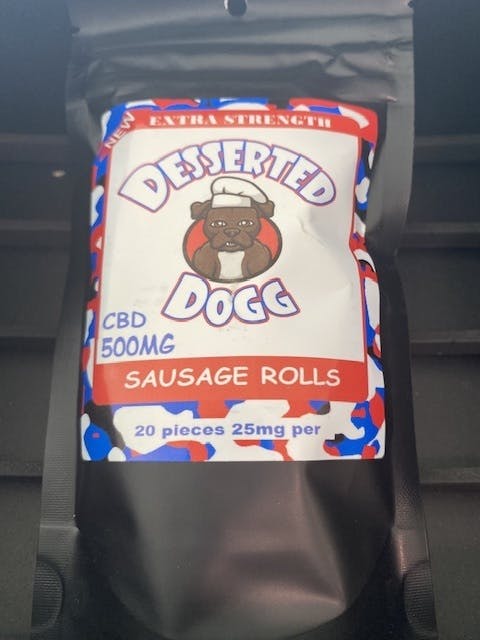 NEW
EXTRA STRENGTH
DESSERTED
DOGG
CBD
500MG
SAUSAGE ROLLS
20 pieces 25mg per